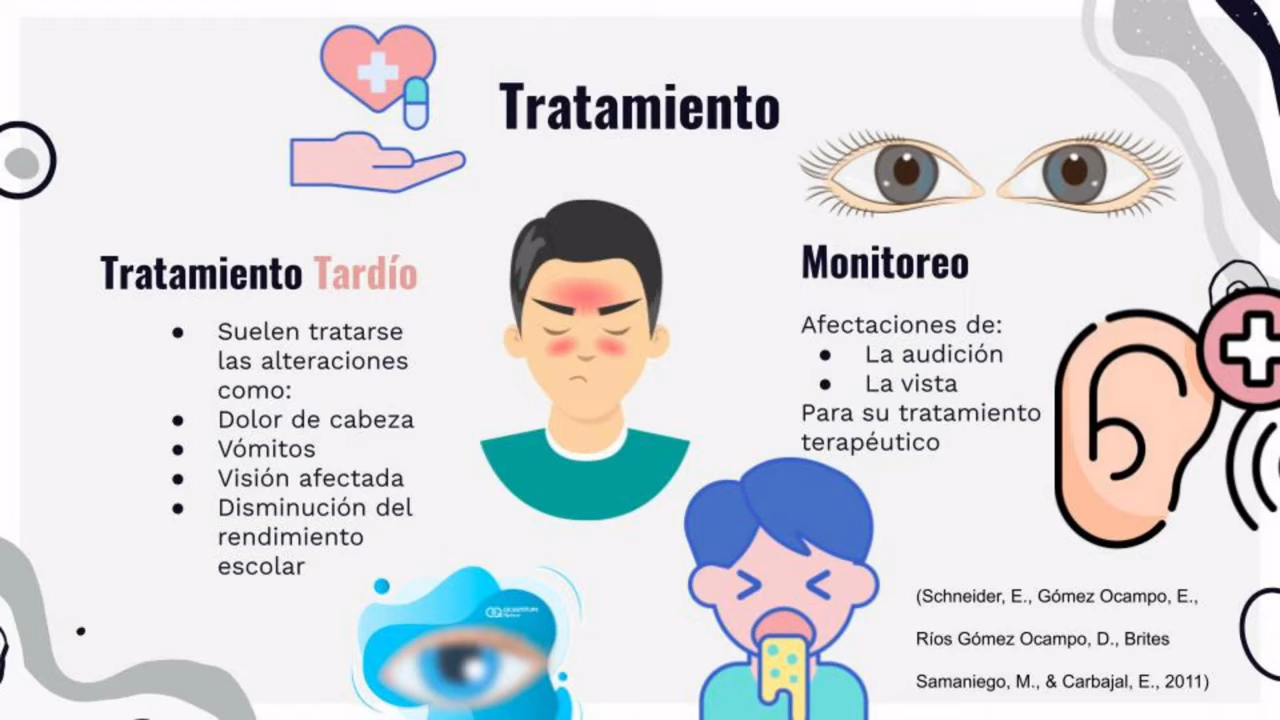 Tratamiento
Tratamiento Tardío
● Suelen tratarse
las alteraciones
como:
● Dolor de cabeza
● Vómitos
● Visión afectada
● Disminución del
rendimiento
escolar
Monitoreo
Afectaciones de:
● La audición
● La vista
Para su tratamiento
terapéutico
(Schneider, E., Gómez Ocampo, E.,
Ríos Gómez Ocampo, D., Brites
Samaniego, M., & Carbajal, E., 2011)